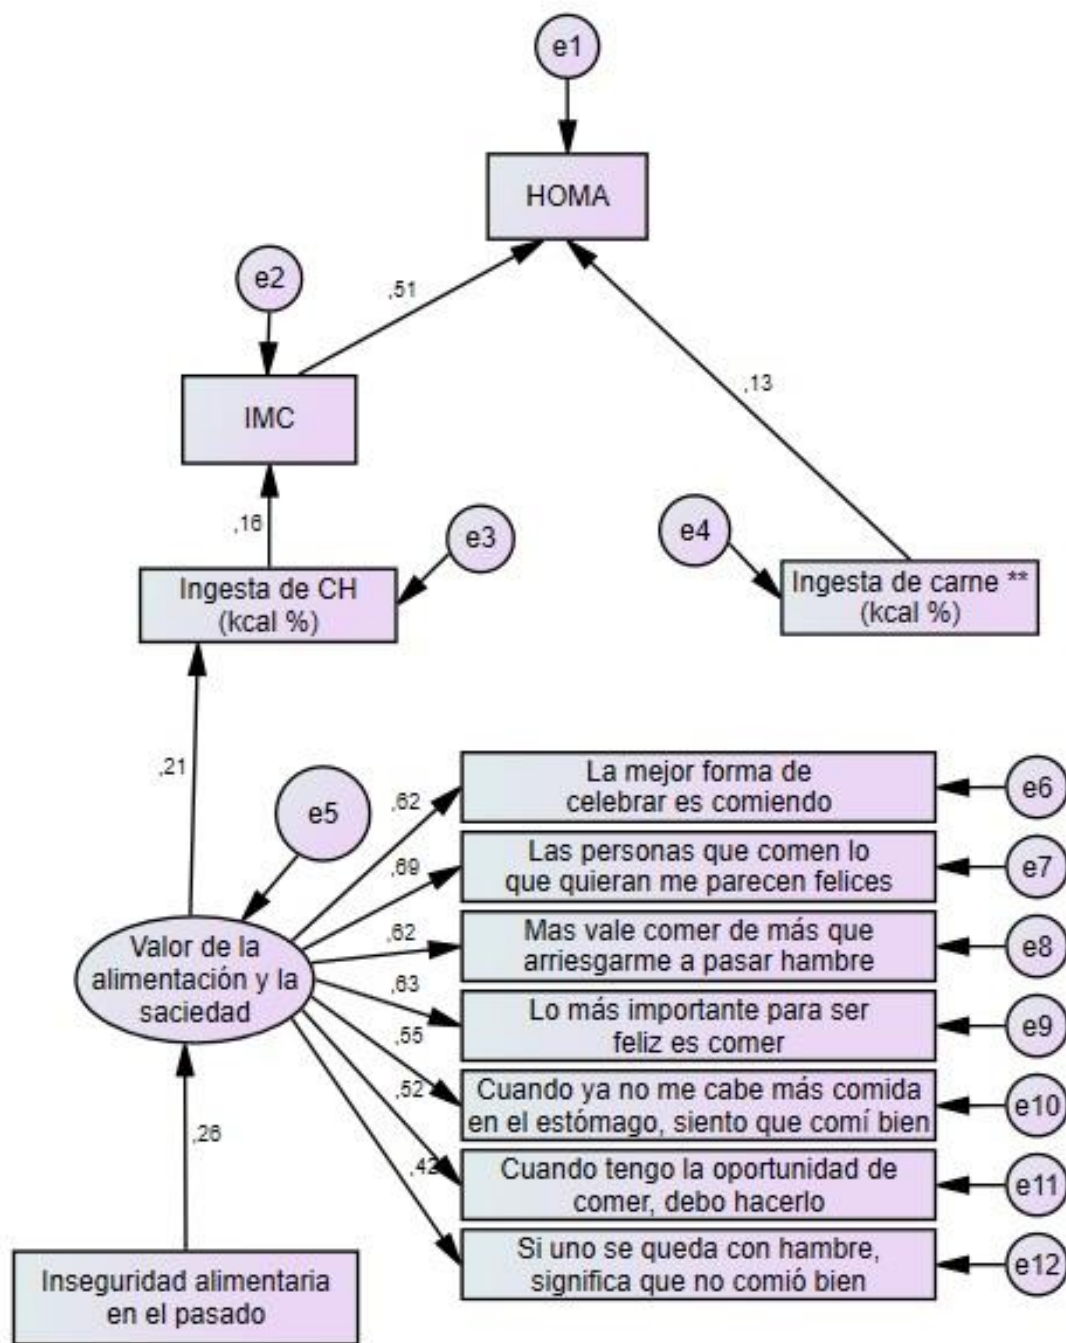 e1
HOMA
e2
,51
IMC
,13
,16
e3
e4
Ingesta de CH
(kcal %)
Ingesta de carne **
(kcal %)
,21
e5
,62
La mejor forma de
celebrar es comiendo
e6
,69
Las personas que comen lo
que quieran me parecen felices
e7
Valor de la
alimentación y la
saciedad
,62
Mas vale comer de más que
arriesgarme a pasar hambre
e8
,63
Lo más importante para ser
feliz es comer
e9
,55
Cuando ya no me cabe más comida
en el estómago, siento que comí bien
e10
,52
Cuando tengo la oportunidad de
comer, debo hacerlo
e11
,42
Si uno se queda con hambre,
significa que no comió bien
e12
,26
Inseguridad alimentaria
en el pasado